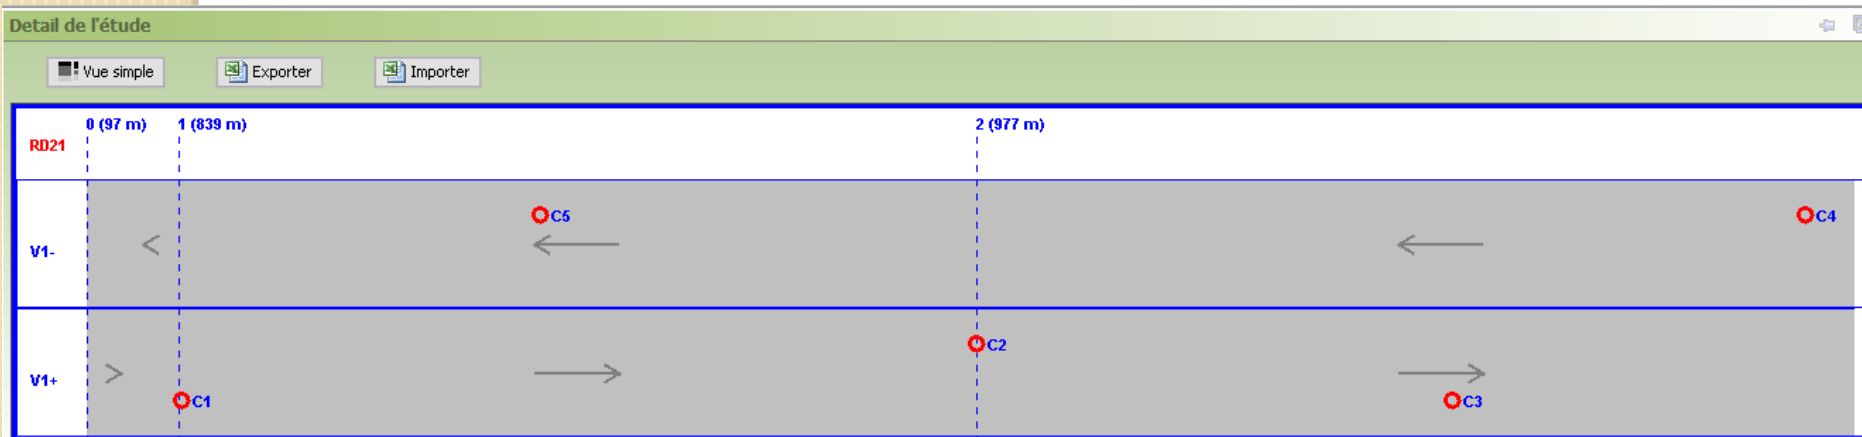 Detail de l'étude
Vue simple Exporter Importer
0 (97 m) 1 (839 m) 2 (977 m)
RD21
C5 C4
V1-
C2
V1+
C1 C3